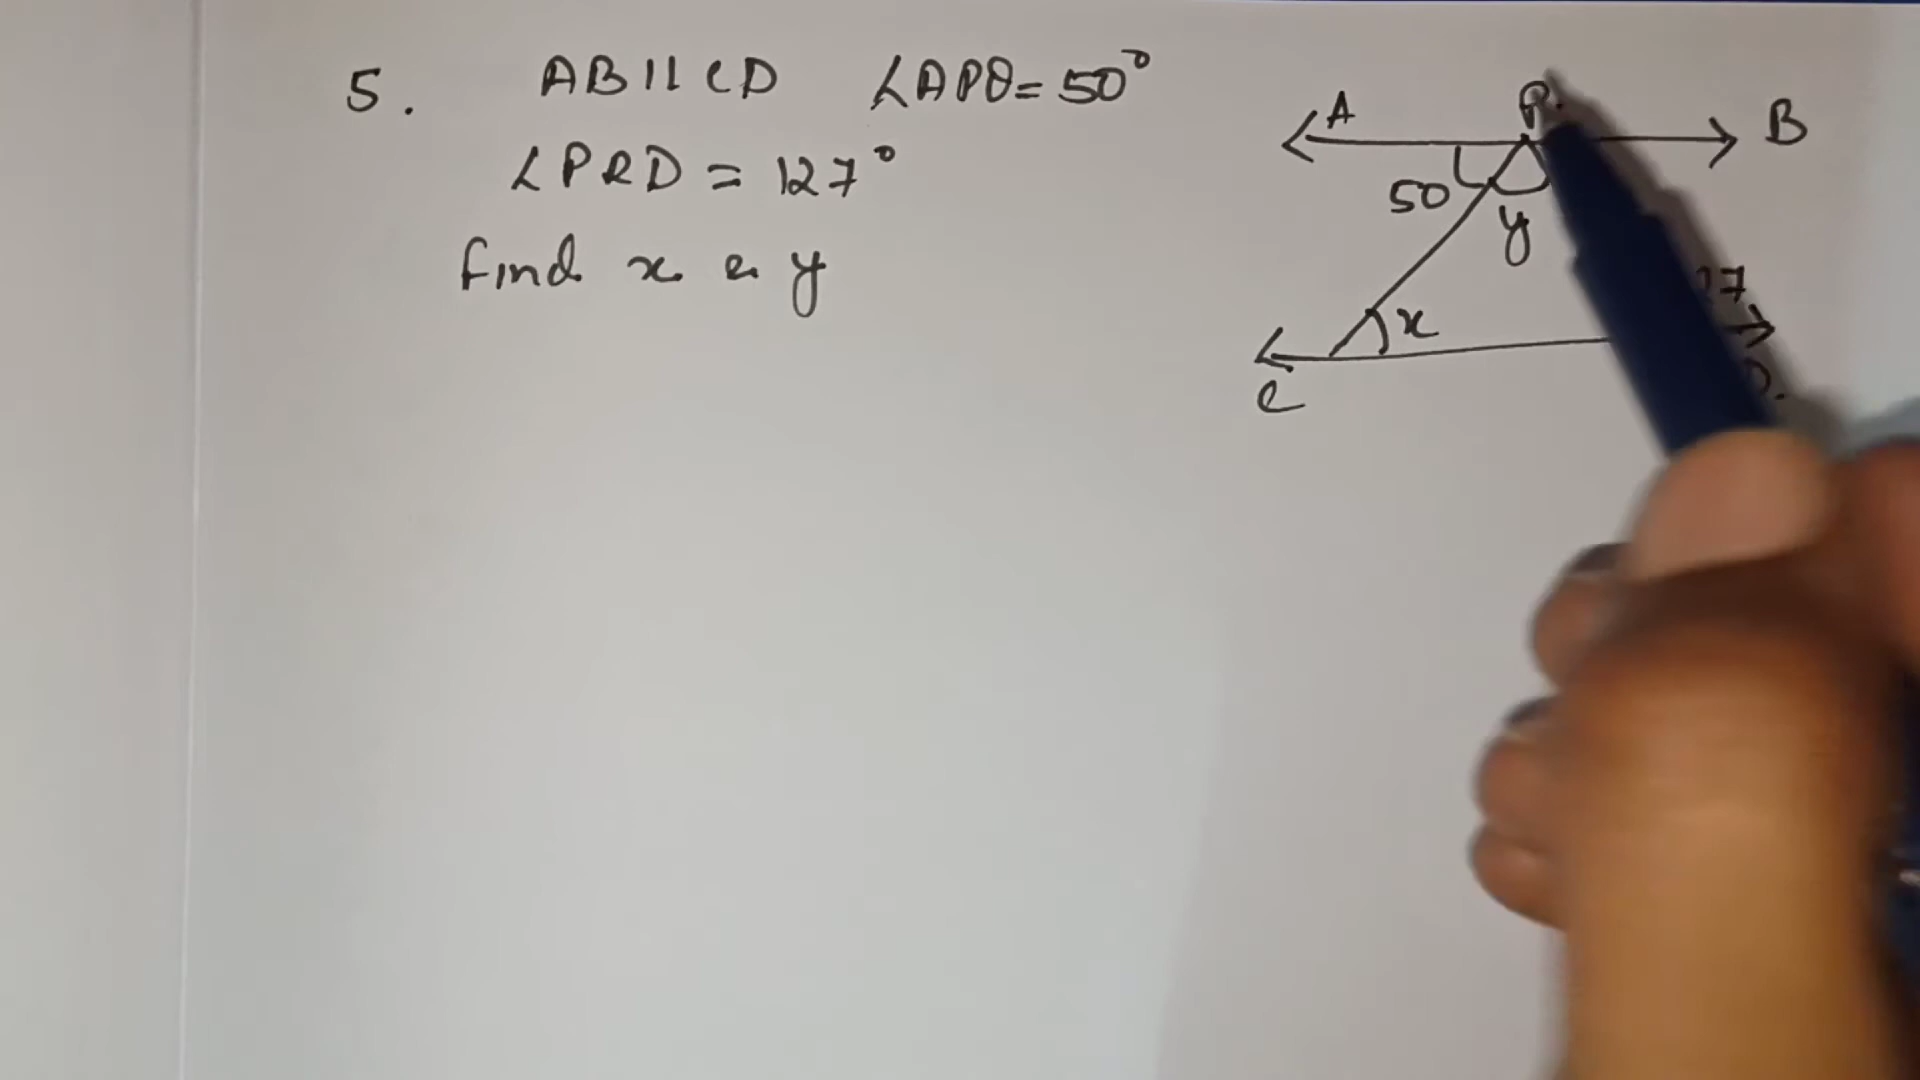 5. AB || CD ∠APQ = 50°
∠PRD = 127°
Find x & y
A P B
50 y
x
C